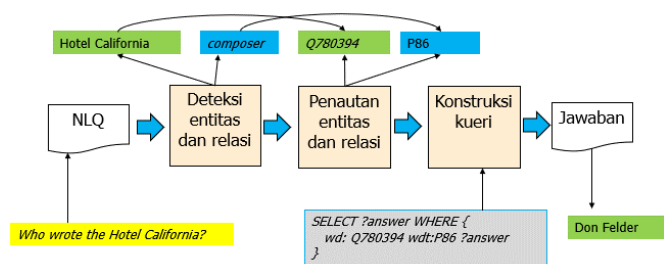 Hotel California
composer
Q780394
P86
NLQ
Deteksi
entitas
dan relasi
Penautan
entitas
dan relasi
Konstruksi
kueri
Jawaban
Who wrote the Hotel California?
SELECT ?answer WHERE {
wd: Q780394 wdt:P86 ?answer
}
Don Felder